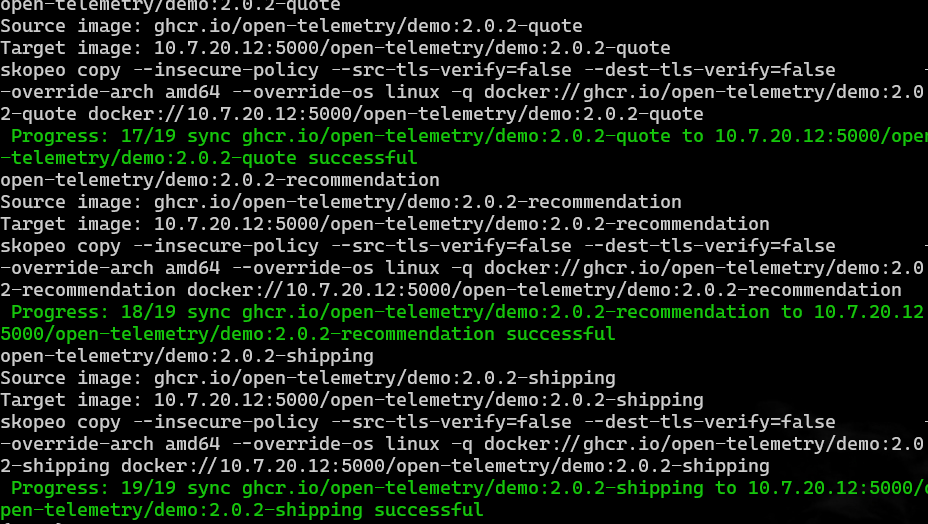 open-telemetry/demo:2.0.2-quote
Source image: ghcr.io/open-telemetry/demo:2.0.2-quote
Target image: 10.7.20.12:5000/open-telemetry/demo:2.0.2-quote
skopeo copy --insecure-policy --src-tls-verify=false --dest-tls-verify=false -
-override-arch amd64 --override-os linux -q docker://ghcr.io/open-telemetry/demo:2.0
2-quote docker://10.7.20.12:5000/open-telemetry/demo:2.0.2-quote
Progress: 17/19 sync ghcr.io/open-telemetry/demo:2.0.2-quote to 10.7.20.12:5000/open
-telemetry/demo:2.0.2-quote successful
open-telemetry/demo:2.0.2-recommendation
Source image: ghcr.io/open-telemetry/demo:2.0.2-recommendation
Target image: 10.7.20.12:5000/open-telemetry/demo:2.0.2-recommendation
skopeo copy --insecure-policy --src-tls-verify=false --dest-tls-verify=false -
-override-arch amd64 --override-os linux -q docker://ghcr.io/open-telemetry/demo:2.0
2-recommendation docker://10.7.20.12:5000/open-telemetry/demo:2.0.2-recommendation
Progress: 18/19 sync ghcr.io/open-telemetry/demo:2.0.2-recommendation to 10.7.20.12
5000/open-telemetry/demo:2.0.2-recommendation successful
open-telemetry/demo:2.0.2-shipping
Source image: ghcr.io/open-telemetry/demo:2.0.2-shipping
Target image: 10.7.20.12:5000/open-telemetry/demo:2.0.2-shipping
skopeo copy --insecure-policy --src-tls-verify=false --dest-tls-verify=false -
-override-arch amd64 --override-os linux -q docker://ghcr.io/open-telemetry/demo:2.0
2-shipping docker://10.7.20.12:5000/open-telemetry/demo:2.0.2-shipping
Progress: 19/19 sync ghcr.io/open-telemetry/demo:2.0.2-shipping to 10.7.20.12:5000/o
pen-telemetry/demo:2.0.2-shipping successful